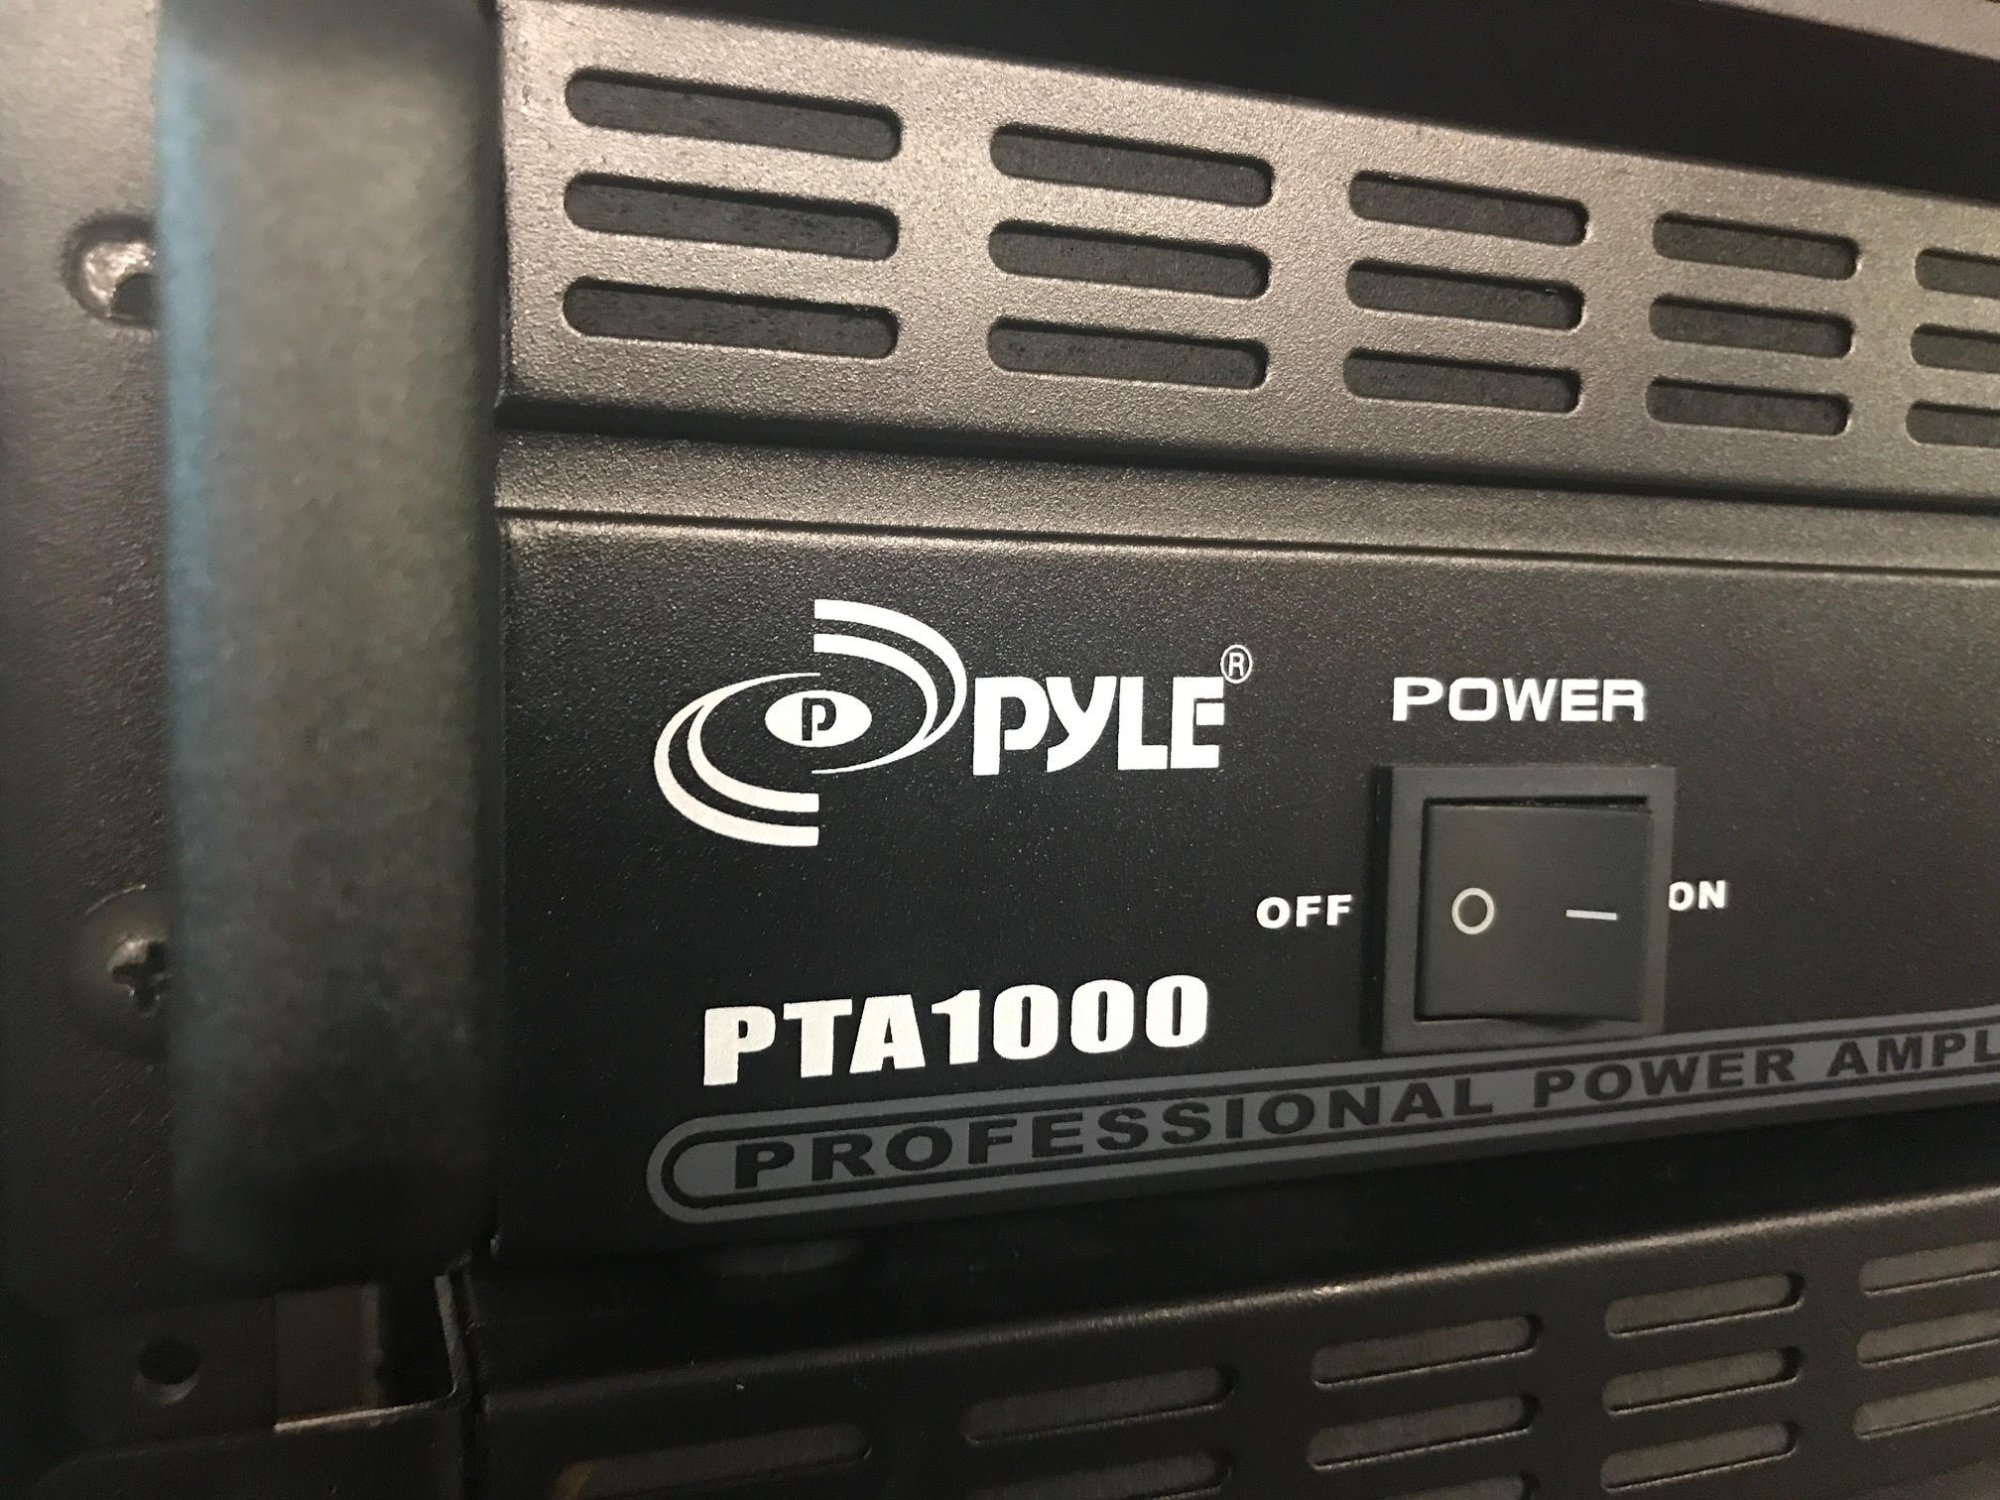 P PYLE®
POWER
OFF O — ON
PTA1000
PROFESSIONAL POWER AMPL